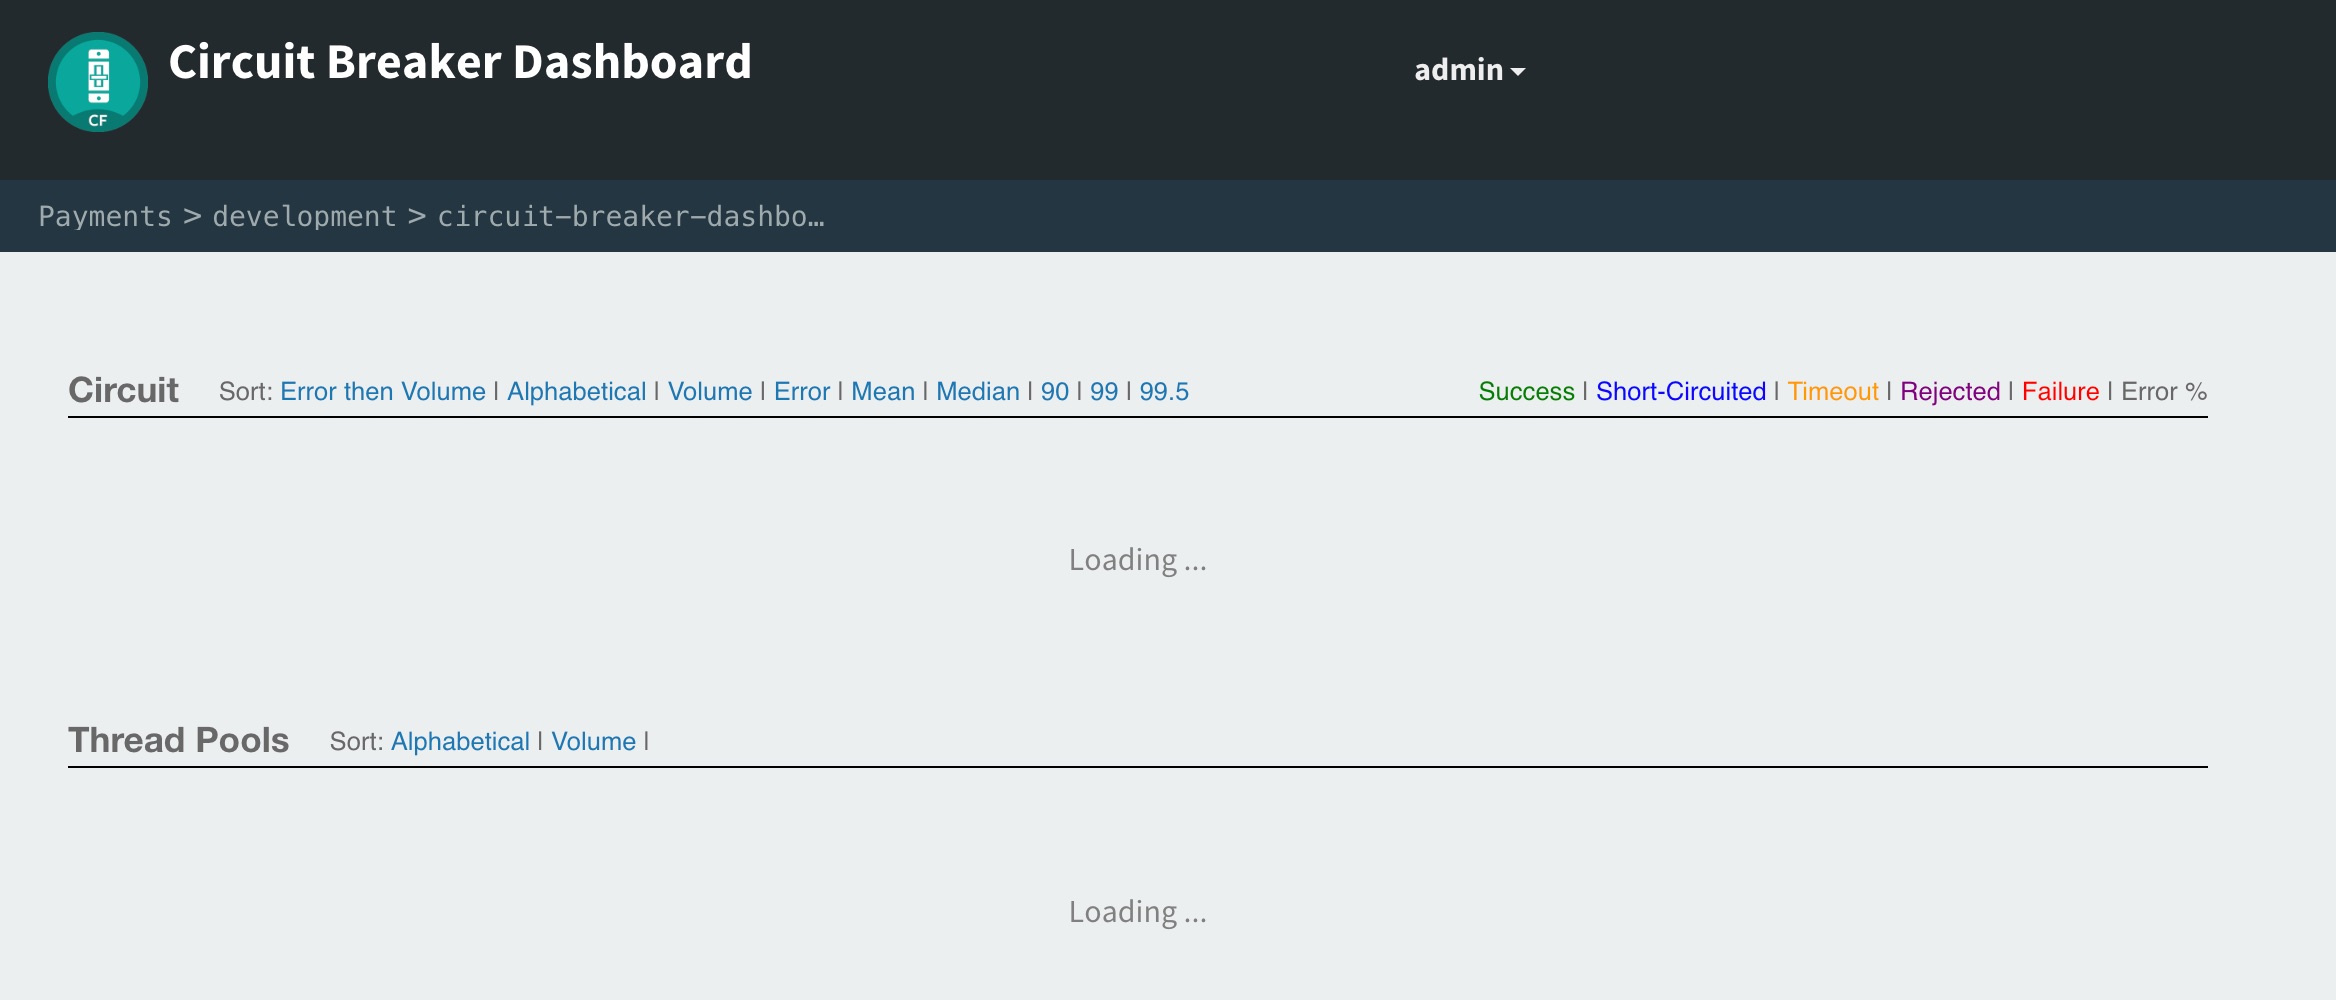 Circuit Breaker Dashboard
admin
CF
Payments > development > circuit-breaker-dashbo…
Circuit Sort: Error then Volume | Alphabetical | Volume | Error | Mean | Median | 90 | 99 | 99.5 Success | Short-Circuited | Timeout | Rejected | Failure | Error %
Loading ...
Thread Pools Sort: Alphabetical | Volume |
Loading ...